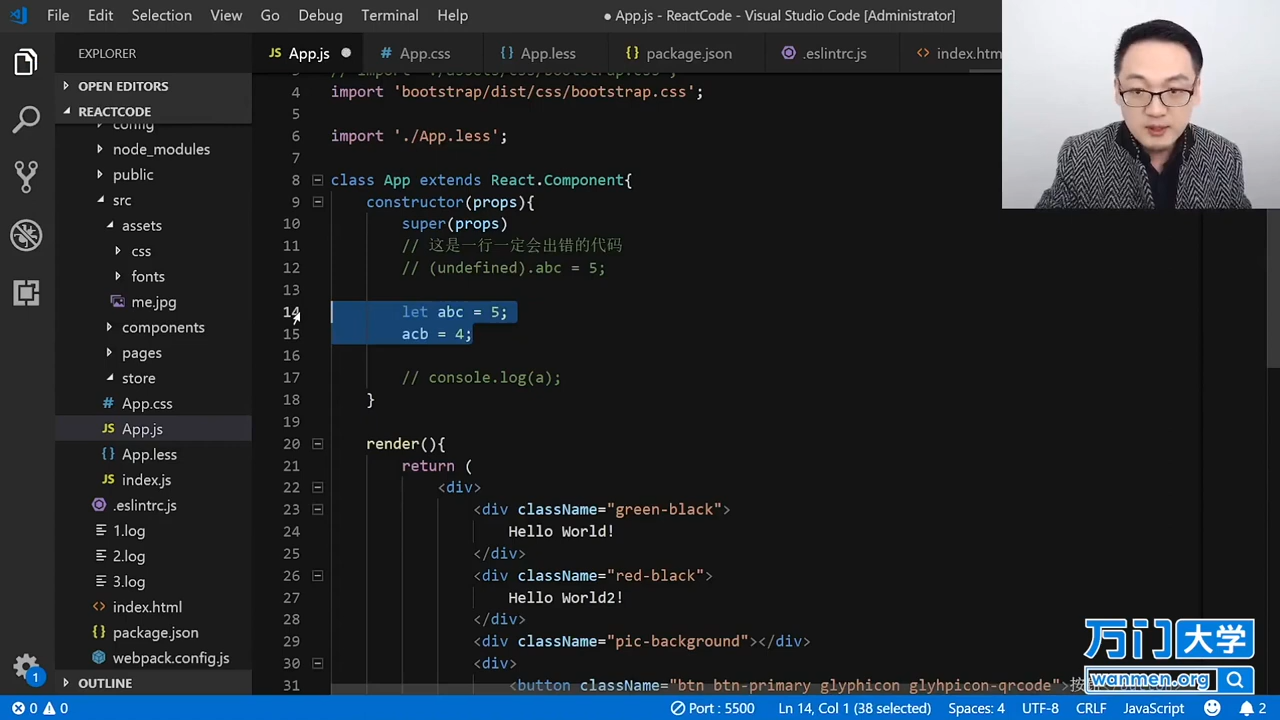 File Edit Selection View Go Debug Terminal Help ● App.js - ReactCode - Visual Studio Code [Administrator]
EXPLORER
JS App.js
# App.css
{} App.less
{} package.json
.eslintrc.js
<> index.htm
OPEN EDITORS
REACTCODE
config
node_modules
public
src
assets
css
fonts
me.jpg
components
pages
store
# App.css
JS App.js
{} App.less
JS index.js
.eslintrc.js
1.log
2.log
3.log
<> index.html
package.json
webpack.config.js
OUTLINE
4 import 'bootstrap/dist/css/bootstrap.css';
5
6 import './App.less';
7
8 class App extends React.Component{
9 constructor(props){
10 super(props)
11 // 这是一行一定会出错的代码
12 // (undefined).abc = 5;
13
14 let abc = 5;
15 acb = 4;
16
17 // console.log(a);
18 }
19
20 render(){
21 return (
22 <div>
23 <div className="green-black">
24 Hello World!
25 </div>
26 <div className="red-black">
27 Hello World2!
28 </div>
29 <div className="pic-background"></div>
30 <div>
31 <button className="btn btn-primary glyphicon glyhpicon-qrcode">
万门大学
wanmen.org
1
0 0
Port : 5500
Ln 14, Col 1 (38 selected)
Spaces: 4
UTF-8
CRLF
JavaScript
2